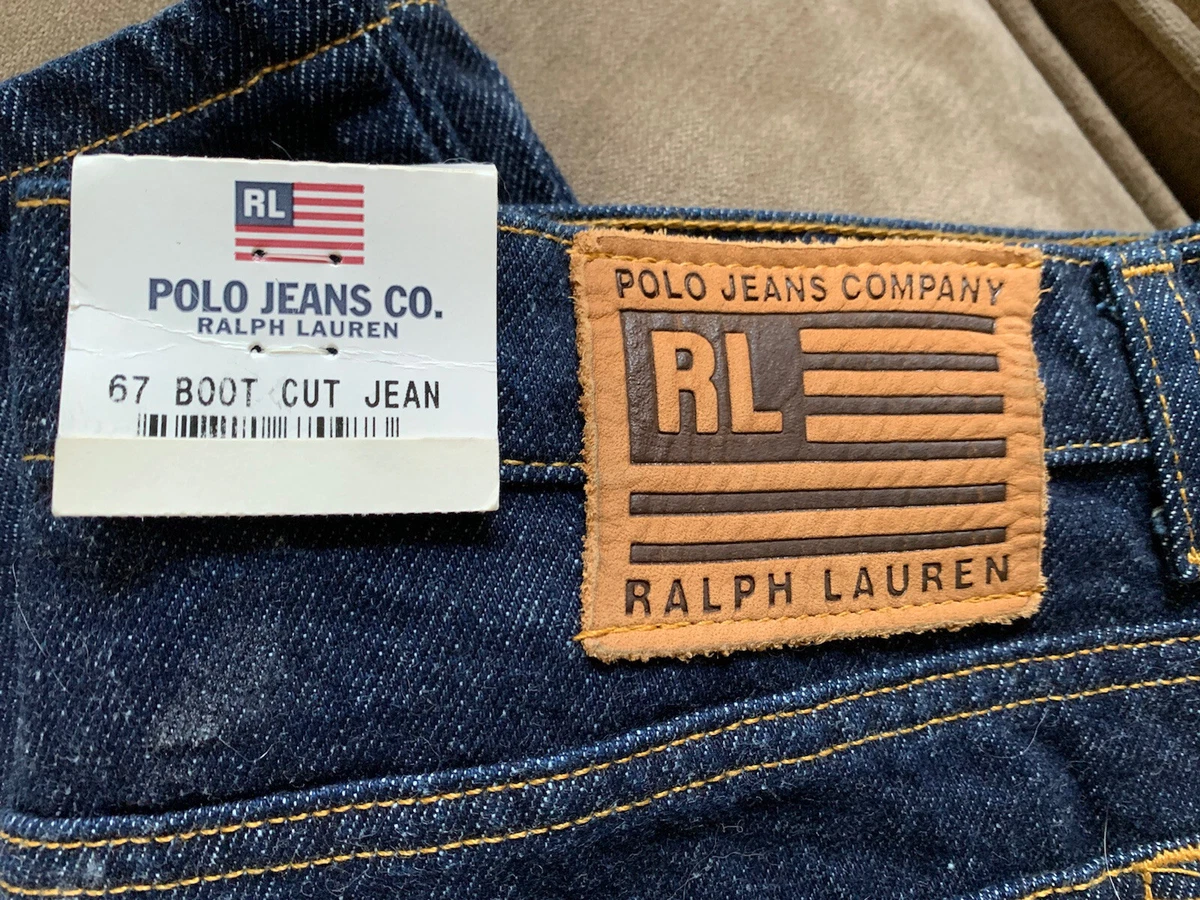 RL
POLO JEANS CO.
RALPH LAUREN
67 BOOT CUT JEAN
POLO JEANS COMPANY
RL
RALPH LAUREN